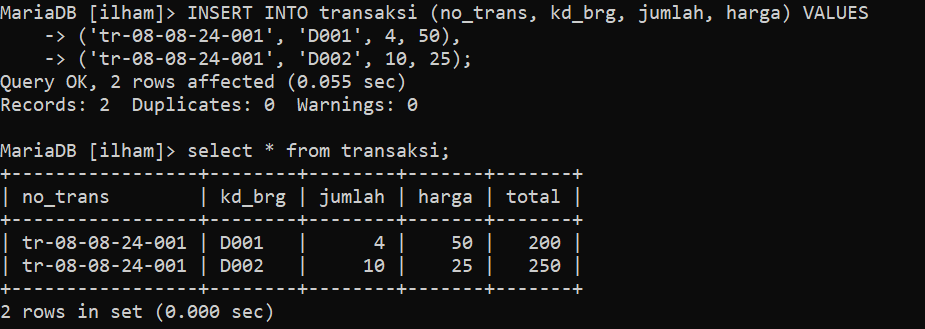 MariaDB [ilham]> INSERT INTO transaksi (no_trans, kd_brg, jumlah, harga) VALUES
    -> ('tr-08-08-24-001', 'D001', 4, 50),
    -> ('tr-08-08-24-001', 'D002', 10, 25);
Query OK, 2 rows affected (0.055 sec)
Records: 2  Duplicates: 0  Warnings: 0

MariaDB [ilham]> select * from transaksi;
+-----------------+--------+--------+-------+-------+
| no_trans        | kd_brg | jumlah | harga | total |
+-----------------+--------+--------+-------+-------+
| tr-08-08-24-001 | D001   |      4 |    50 |   200 |
| tr-08-08-24-001 | D002   |     10 |    25 |   250 |
+-----------------+--------+--------+-------+-------+
2 rows in set (0.000 sec)